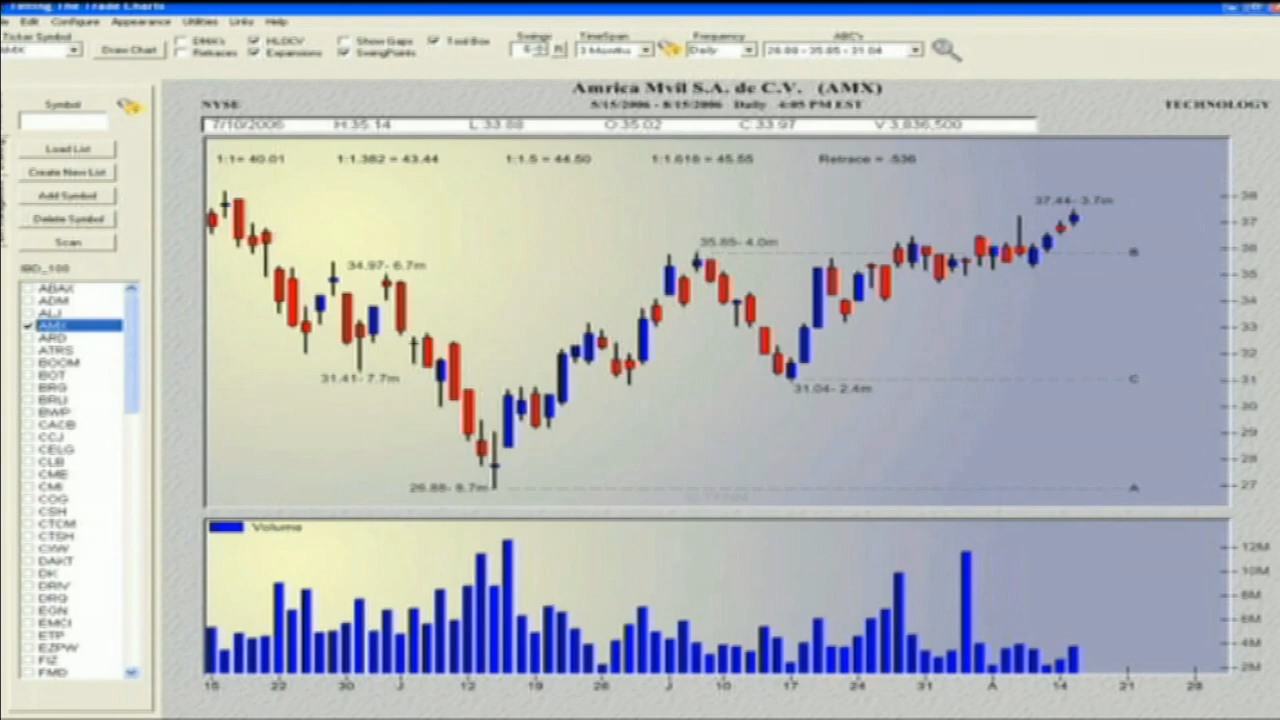 Timing The Trade Charts
Edit Configure Appearance Utilities Links Help
Ticker Symbol
AMX
Draw Chart
DMA's HLOCV Show Gaps Tool Box
Retraces Expansions SwingPoints
Swings
6
TimeSpan
3 Months
Frequency
Daily
ABC's
26.88 - 35.85 - 31.04
Amrica Mvil S.A. de C.V. (AMX)
NYSE 5/15/2006 - 8/15/2006 Daily 4:05 PM EST TECHNOLOGY
7/10/2006 H:35.14 L:33.88 O:35.02 C:33.97 V:3,836,500
1:1= 40.01 1:1.382 = 43.44 1:1.5 = 44.50 1:1.618 = 45.55 Retrace = .536
Symbol
Load List
Create New List
Add Symbol
Delete Symbol
Scan
IBD_100
ABAX
ADM
ALJ
AMX
ARD
ATRS
BOOM
BOT
BRG
BRLI
BWP
CACB
CCJ
CELG
CLB
CME
CMI
COG
CSH
CTCM
CTSH
CXW
DAKT
DK
DRIV
DRQ
EGN
EMCI
ETP
EZPW
FIZ
FMD
37.44- 3.7m
35.85- 4.0m
34.97- 6.7m
31.41- 7.7m
31.04- 2.4m
26.88- 8.7m
B
C
A
38
37
36
35
34
33
32
31
30
29
28
27
Volume
12M
10M
8M
6M
4M
2M
15 22 30 J 12 19 26 J 10 17 24 31 A 14 21 28